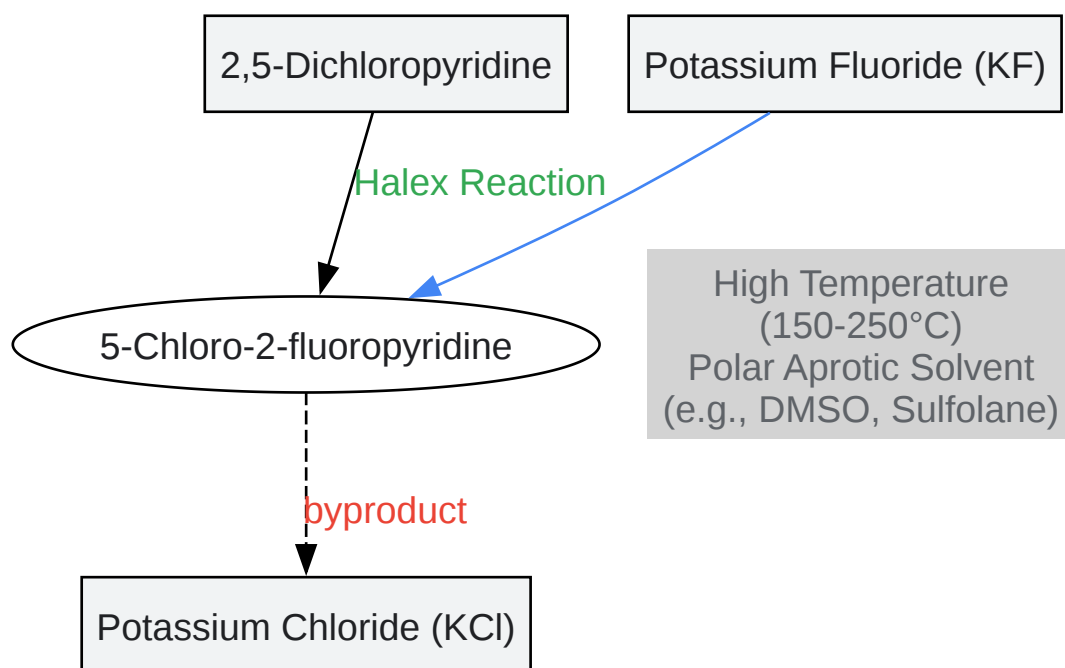 2,5-Dichloropyridine
Potassium Fluoride (KF)
Halex Reaction
High Temperature
(150-250°C)
Polar Aprotic Solvent
(e.g., DMSO, Sulfolane)
5-Chloro-2-fluoropyridine
byproduct
Potassium Chloride (KCl)